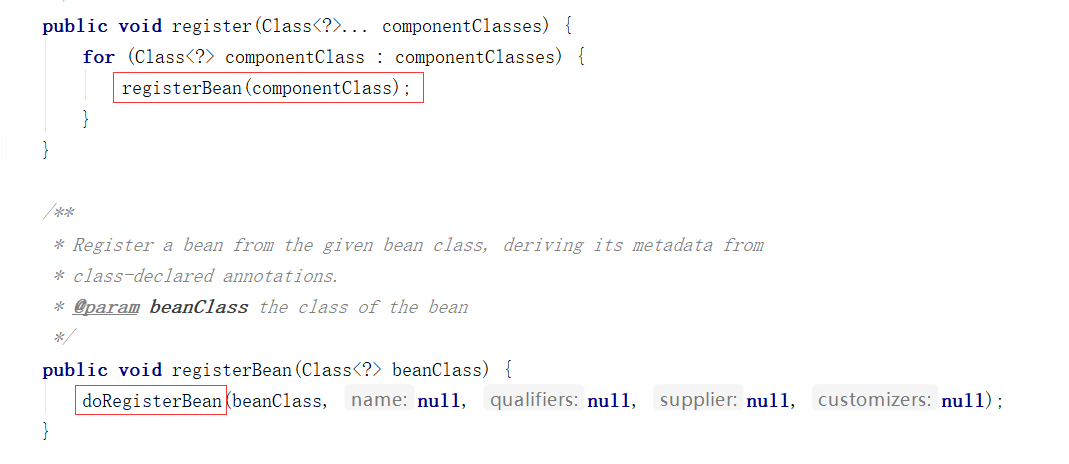 public void register(Class<?>... componentClasses) {
for (Class<?> componentClass : componentClasses) {
registerBean(componentClass);
}
}
/**
* Register a bean from the given bean class, deriving its metadata from
* class-declared annotations.
* @param beanClass the class of the bean
*/
public void registerBean(Class<?> beanClass) {
doRegisterBean(beanClass, name: null, qualifiers: null, supplier: null, customizers: null);
}